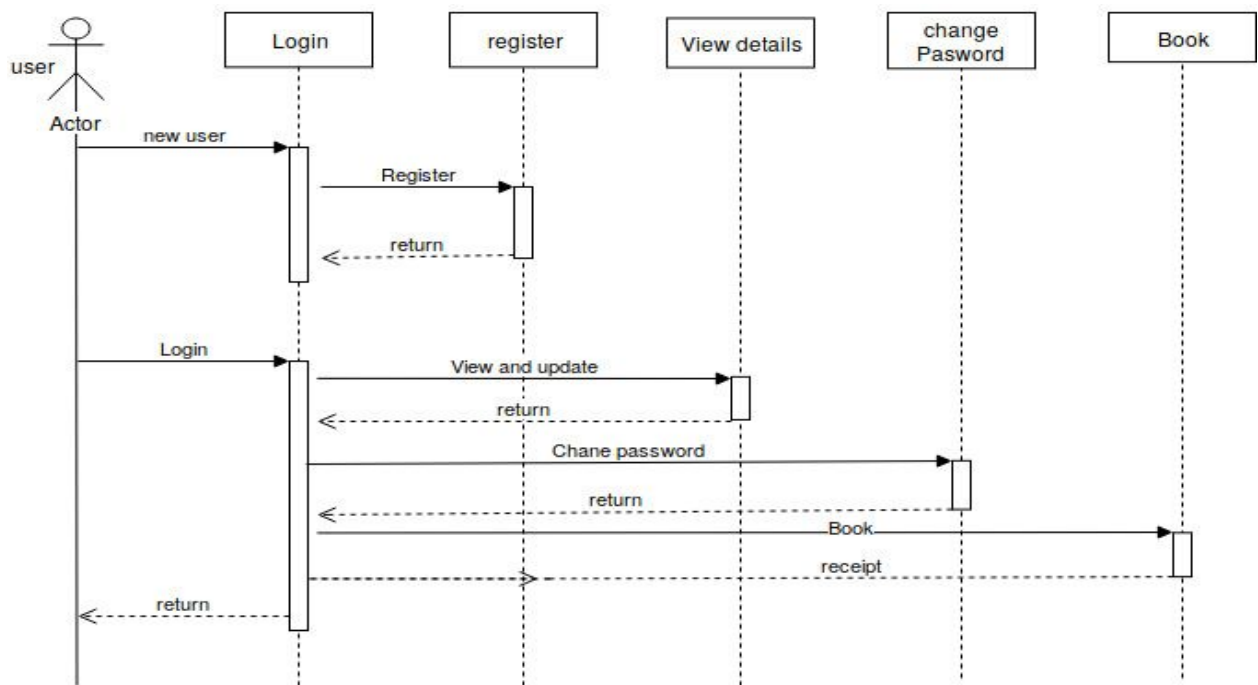 user
Actor
Login
register
View details
change
Pasword
Book
new user
Register
return
Login
View and update
return
Chane password
return
Book
receipt
return